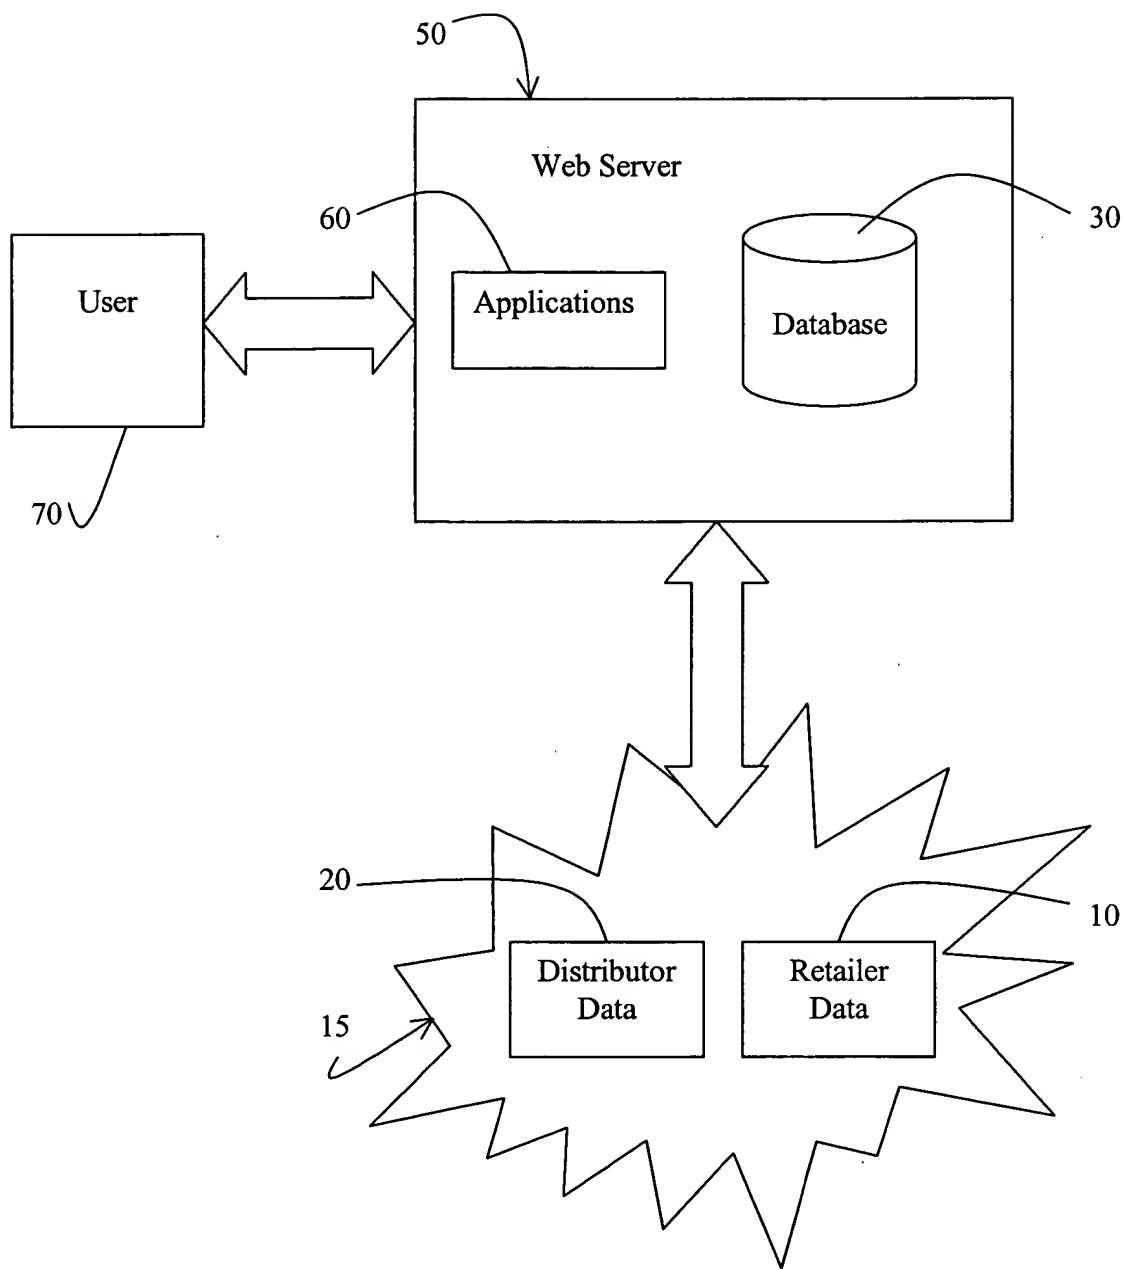 50
Web Server
60
30
User
Applications
Database
70
20
10
Distributor
Data
Retailer
Data
15